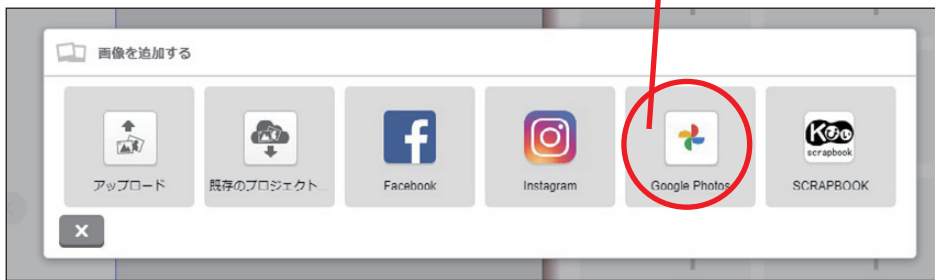 画像を追加する
アップロード
既存のプロジェクト...
Facebook
Instagram
Google Photos
scrapbook
SCRAPBOOK